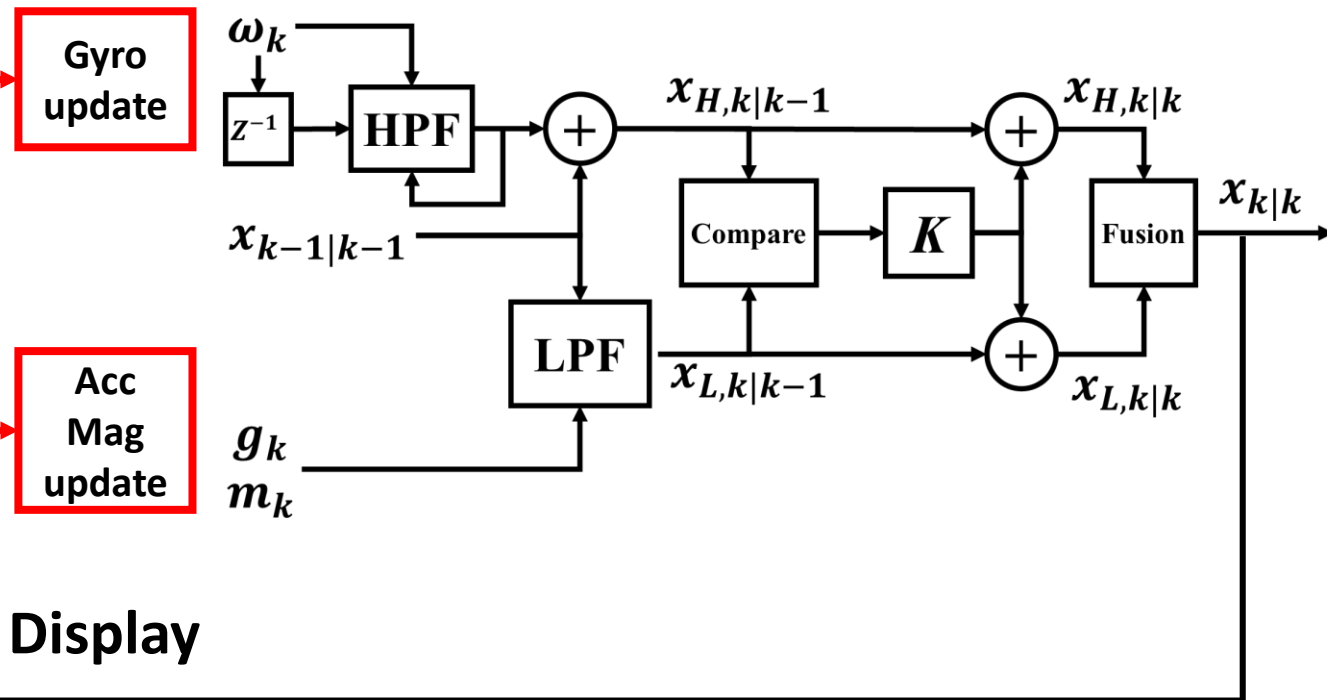 Gyro
update
ω_k
z⁻¹
HPF
+
x_{H,k|k−1}
+
x_{H,k|k}
x_{k−1|k−1}
Compare
K
Fusion
x_{k|k}
LPF
x_{L,k|k−1}
+
x_{L,k|k}
Acc
Mag
update
g_k
m_k
Display